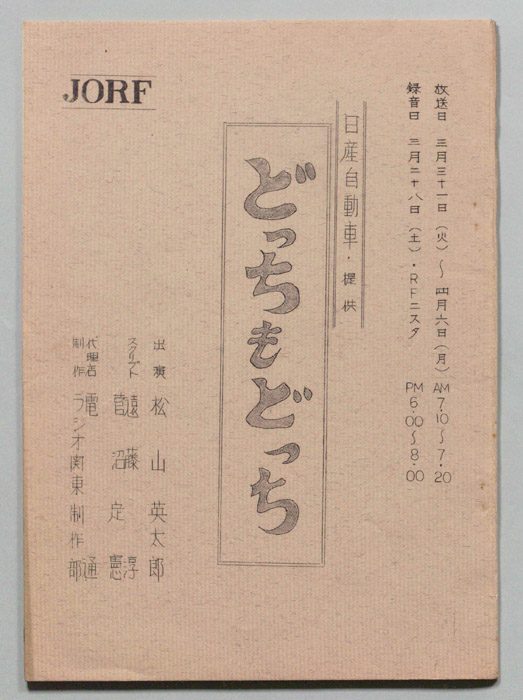 放送日 三月三十一日（火）〜四月六日（月）AM7.10〜7.20
録音日 三月二十八日（土）・RF二スタ PM6.00〜8.00
日産自動車・提供
どっちもどっち
JORF
出演 松山英太郎
スクリプト 遠藤淳
菅沼定憲
代理店 電通
制作 ラジオ関東制作部